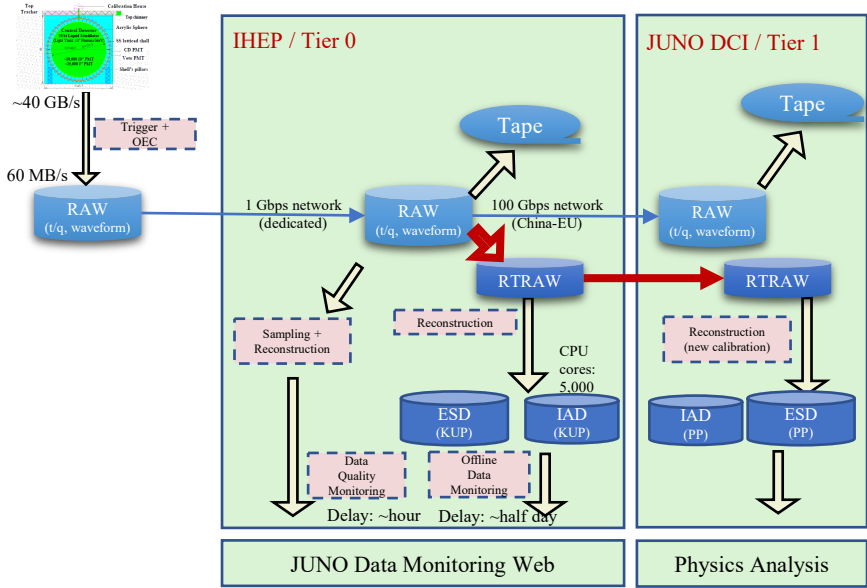 Top
Tracker
Calibration House
Top chimney
Acrylic Sphere
SS latticed shell
CD PMT
Veto PMT
Shell's pillars
Central Detector
~40 GB/s
Trigger +
OEC
60 MB/s
RAW
(t/q, waveform)
IHEP / Tier 0
Tape
1 Gbps network
(dedicated)
RAW
(t/q, waveform)
100 Gbps network
(China-EU)
RTRAW
Sampling +
Reconstruction
Reconstruction
CPU
cores:
5,000
ESD
(KUP)
IAD
(KUP)
Data
Quality
Monitoring
Offline
Data
Monitoring
Delay: ~hour
Delay: ~half day
JUNO Data Monitoring Web
JUNO DCI / Tier 1
Tape
RAW
(t/q, waveform)
RTRAW
Reconstruction
(new calibration)
IAD
(PP)
ESD
(PP)
Physics Analysis